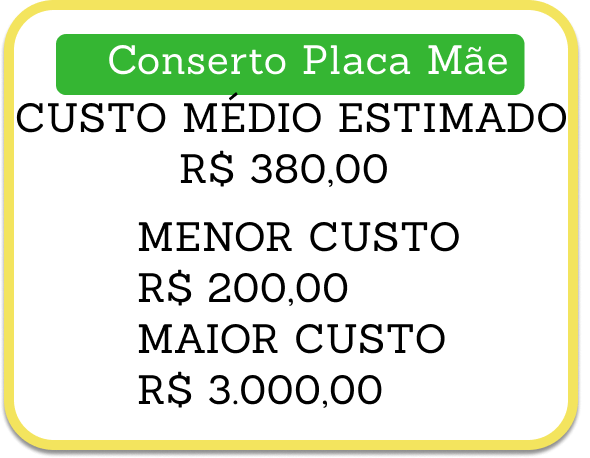 Conserto Placa Mãe
CUSTO MÉDIO ESTIMADO
R$ 380,00
MENOR CUSTO
R$ 200,00
MAIOR CUSTO
R$ 3.000,00